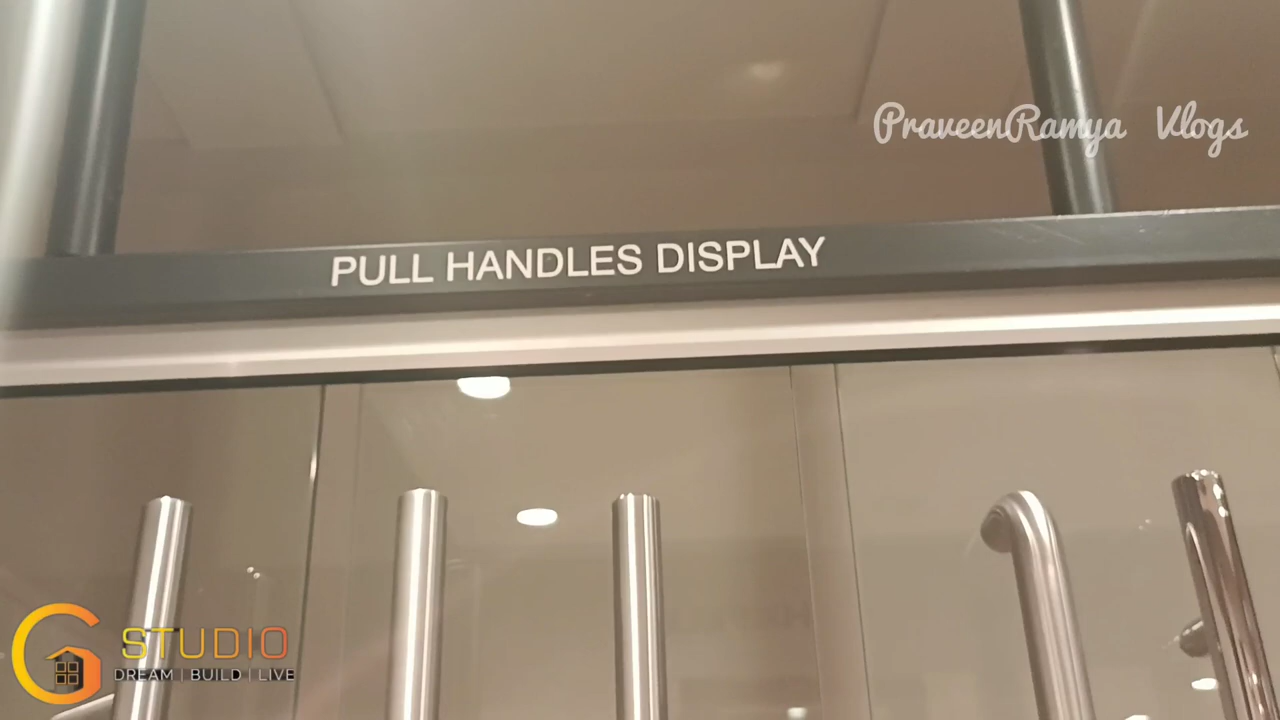 PraveenRamya Vlogs
PULL HANDLES DISPLAY
G STUDIO
DREAM | BUILD | LIVE